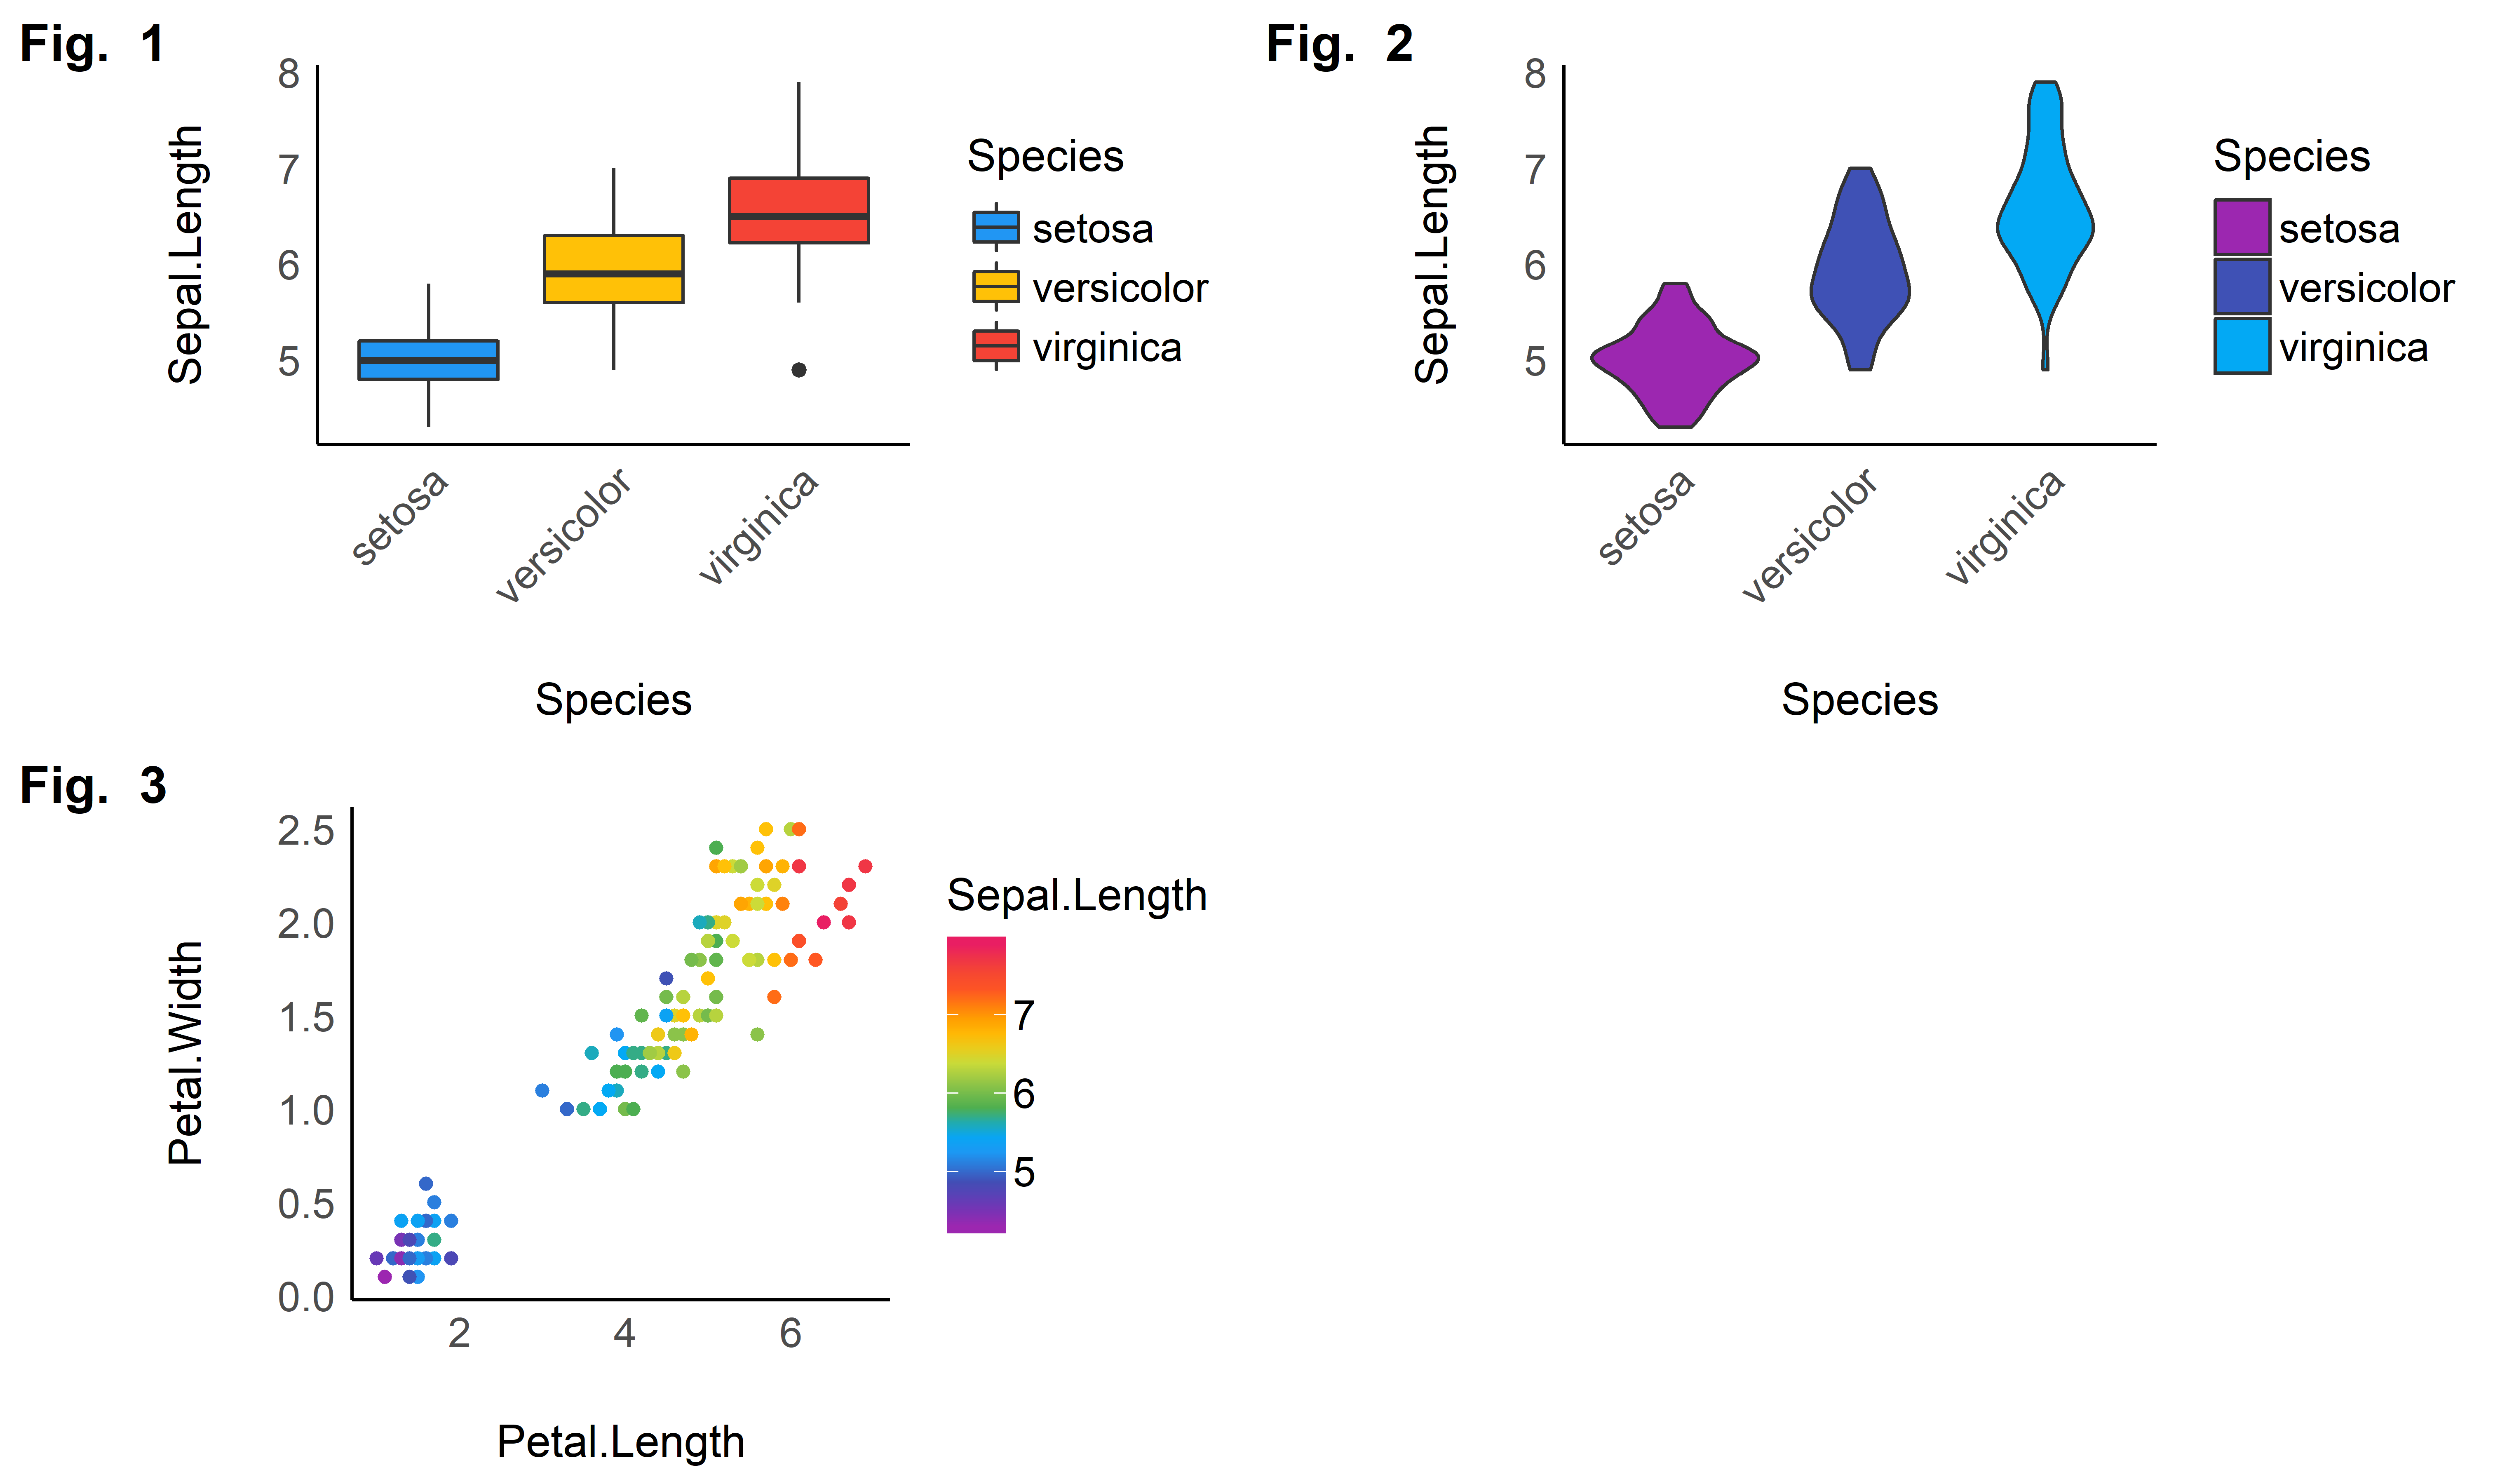 Fig. 1
8
7
6
5
Sepal.Length
setosa
versicolor
virginica
Species
Species
setosa
versicolor
virginica
Fig. 2
8
7
6
5
Sepal.Length
setosa
versicolor
virginica
Species
Species
setosa
versicolor
virginica
Fig. 3
2.5
2.0
1.5
1.0
0.5
0.0
Petal.Width
2 4 6
Petal.Length
Sepal.Length
7
6
5